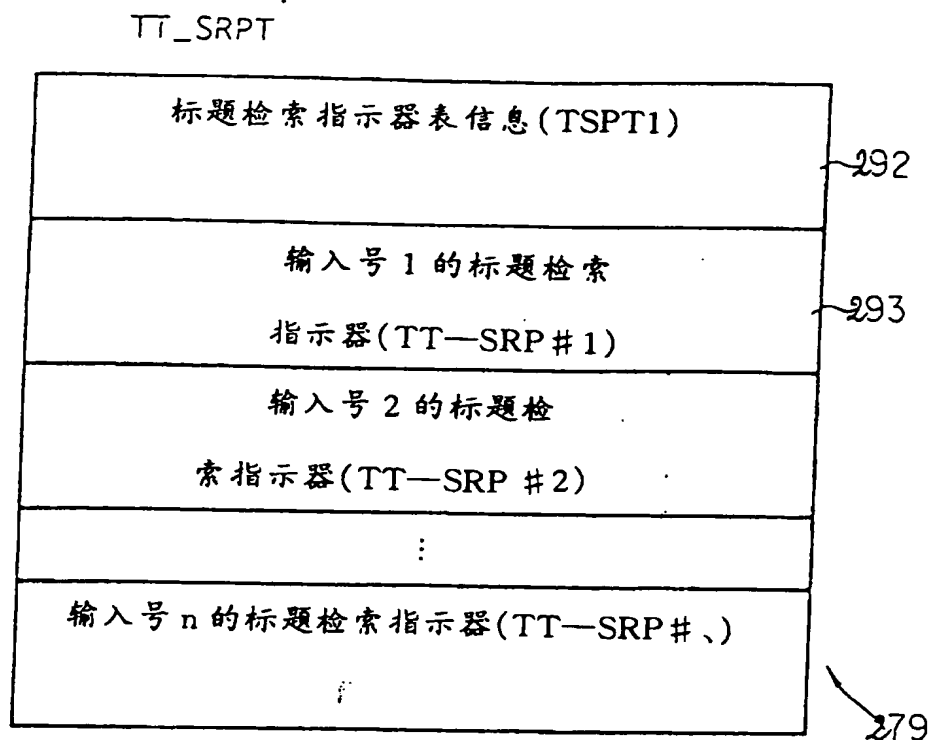 TT_SRPT
标题检索指示器表信息(TSPT1)
292
输入号1的标题检索
指示器(TT—SRP#1)
293
输入号2的标题检
索指示器(TT—SRP #2)
⋮
输入号n的标题检索指示器(TT—SRP#、)
279